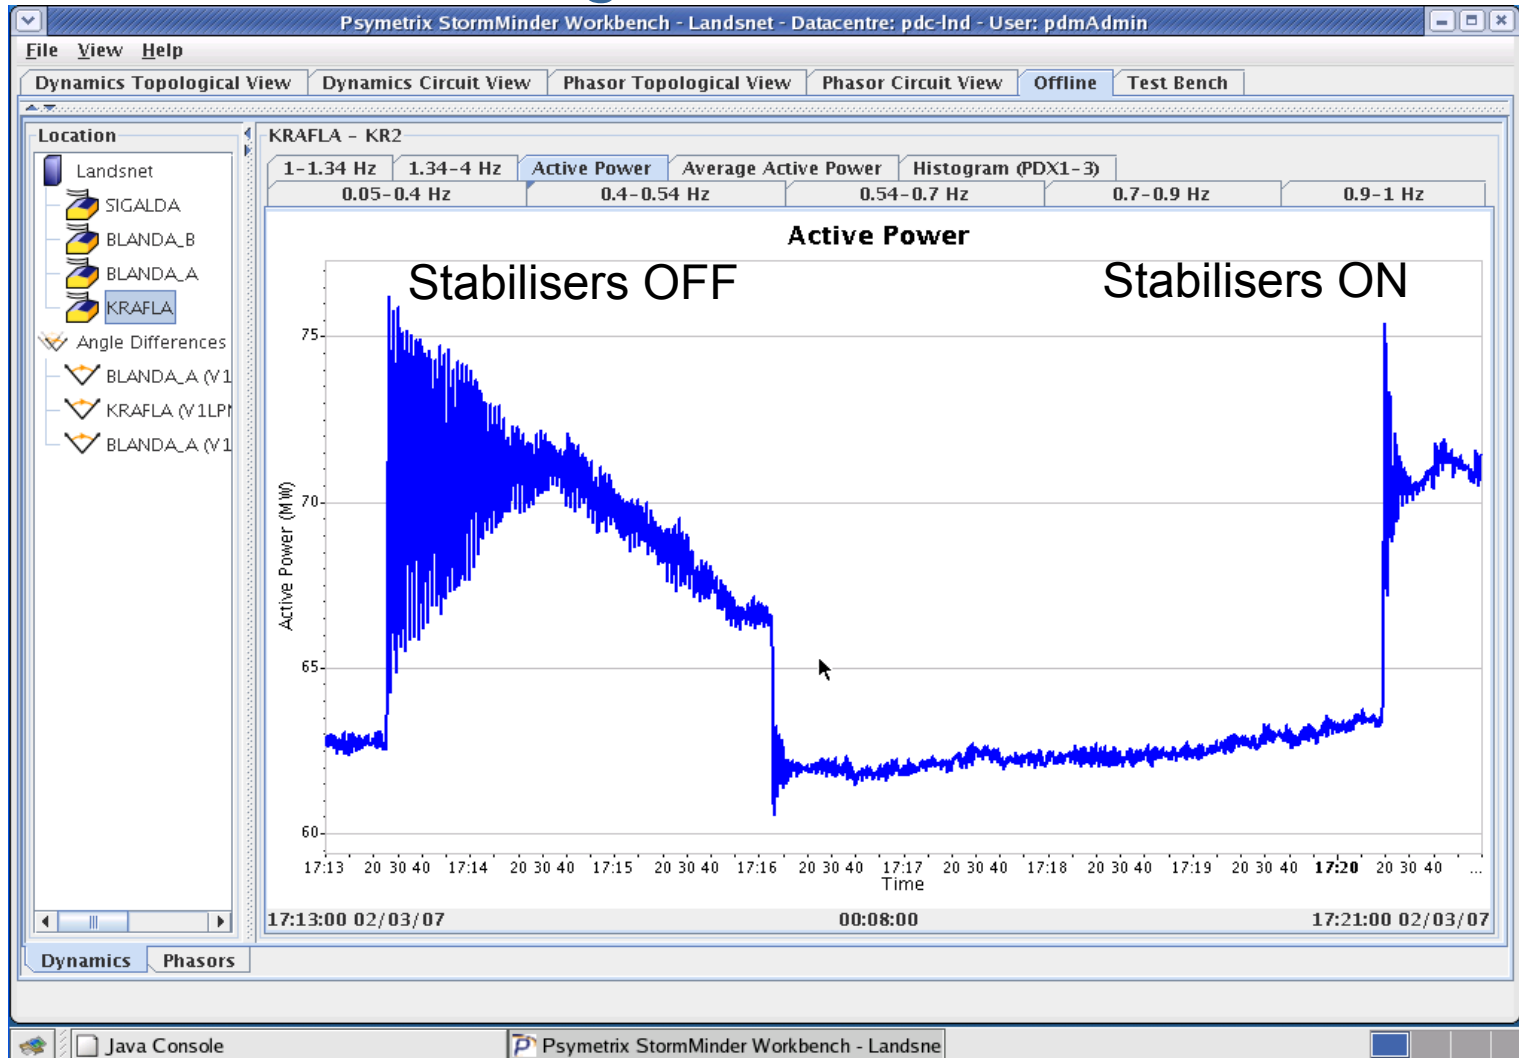 Psymetrix StormMinder Workbench - Landsnet - Datacentre: pdc-lnd - User: pdmAdmin
File View Help
Dynamics Topological View Dynamics Circuit View Phasor Topological View Phasor Circuit View Offline Test Bench
Location
Landsnet
SIGALDA
BLANDA_B
BLANDA_A
KRAFLA
Angle Differences
BLANDA_A (V1
KRAFLA (V1LP
BLANDA_A (V1
KRAFLA - KR2
1-1.34 Hz 1.34-4 Hz Active Power Average Active Power Histogram (PDX1-3)
0.05-0.4 Hz 0.4-0.54 Hz 0.54-0.7 Hz 0.7-0.9 Hz 0.9-1 Hz
Active Power
Stabilisers OFF Stabilisers ON
Active Power (MW)
75
70
65
60
17:13 20 30 40 17:14 20 30 40 17:15 20 30 40 17:16 20 30 40 17:17 20 30 40 17:18 20 30 40 17:19 20 30 40 17:20 20 30 40 ...
Time
17:13:00 02/03/07 00:08:00 17:21:00 02/03/07
Dynamics Phasors
Java Console Psymetrix StormMinder Workbench - Landsne